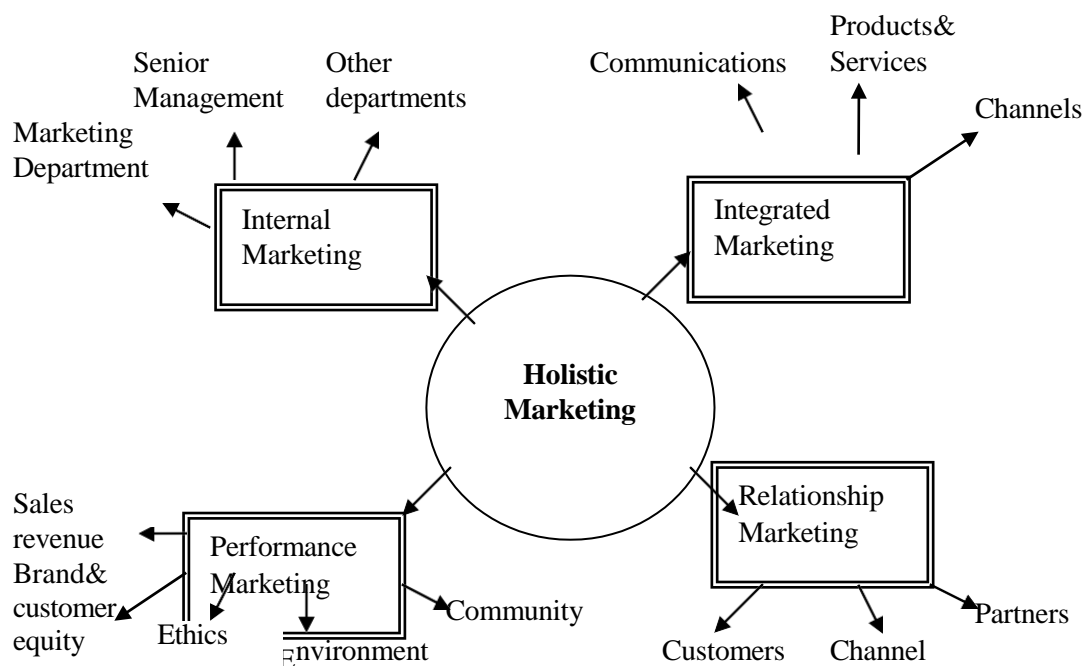 Products&
Services
Senior
Management
Other
departments
Communications
Channels
Marketing
Department
Internal
Marketing
Integrated
Marketing
Holistic
Marketing
Sales
revenue
Brand&
customer
equity
Performance
Marketing
Relationship
Marketing
Ethics
Environment
Community
Customers
Channel
Partners